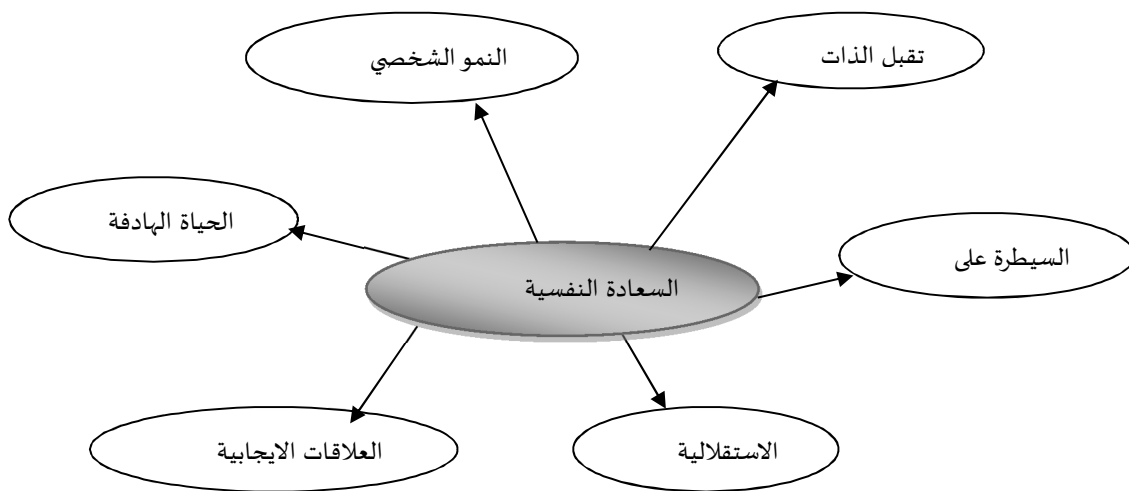 تقبل الذات
النمو الشخصي
الحياة الهادفة
السيطرة على
السعادة النفسية
العلاقات الايجابية
الاستقلالية